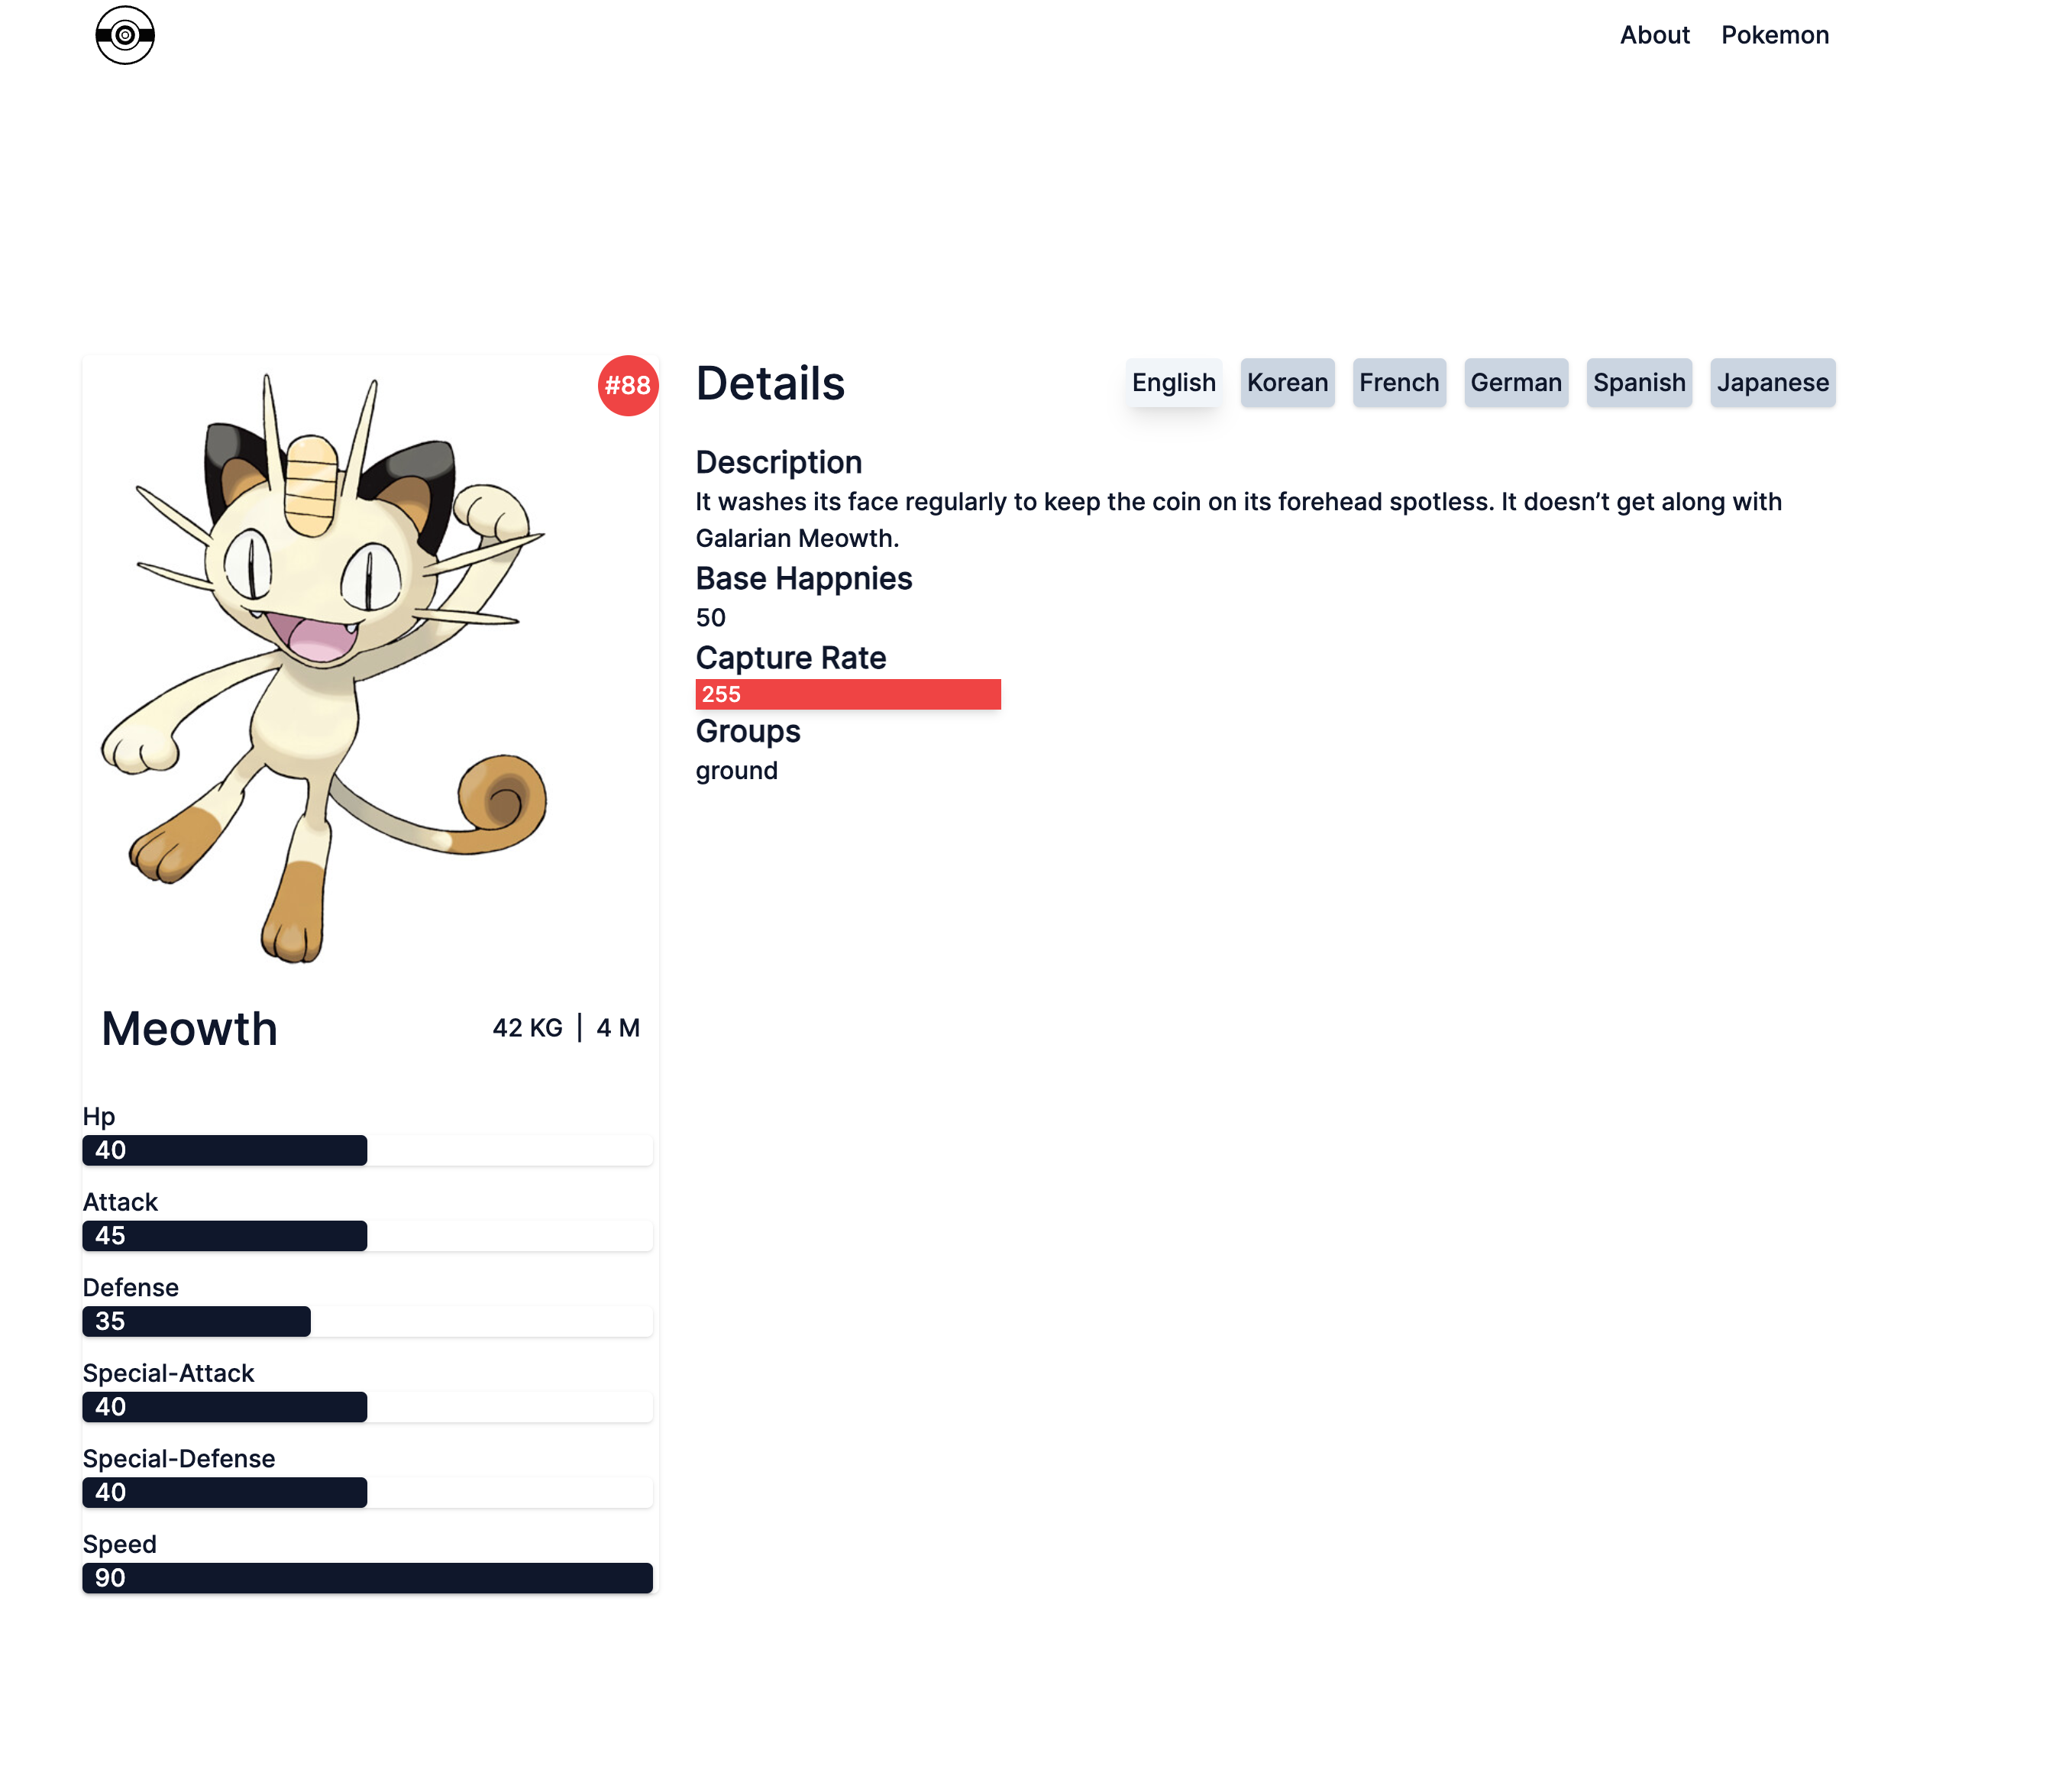 About Pokemon
#88
Meowth
42 KG | 4 M
Hp
40
Attack
45
Defense
35
Special-Attack
40
Special-Defense
40
Speed
90
Details
English Korean French German Spanish Japanese
Description
It washes its face regularly to keep the coin on its forehead spotless. It doesn’t get along with
Galarian Meowth.
Base Happnies
50
Capture Rate
255
Groups
ground